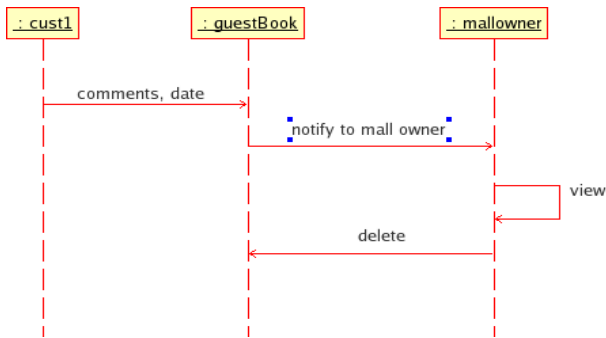 : cust1
: guestBook
: mallowner
comments, date
notify to mall owner
view
delete